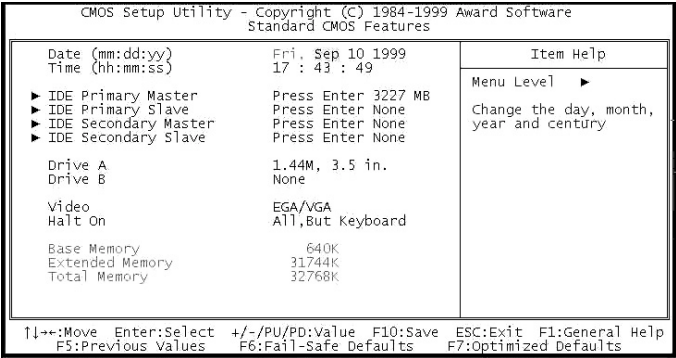 CMOS Setup Utility - Copyright (C) 1984-1999 Award Software
Standard CMOS Features
Date (mm:dd:yy) Fri, Sep 10 1999
Time (hh:mm:ss) 17 : 43 : 49
► IDE Primary Master Press Enter 3227 MB
► IDE Primary Slave Press Enter None
► IDE Secondary Master Press Enter None
► IDE Secondary Slave Press Enter None
Drive A 1.44M, 3.5 in.
Drive B None
Video EGA/VGA
Halt On All,But Keyboard
Base Memory 640K
Extended Memory 31744K
Total Memory 32768K
Item Help
Menu Level ►
Change the day, month,
year and century
↑↓→←:Move Enter:Select +/-/PU/PD:Value F10:Save ESC:Exit F1:General Help
F5:Previous Values F6:Fail-Safe Defaults F7:Optimized Defaults